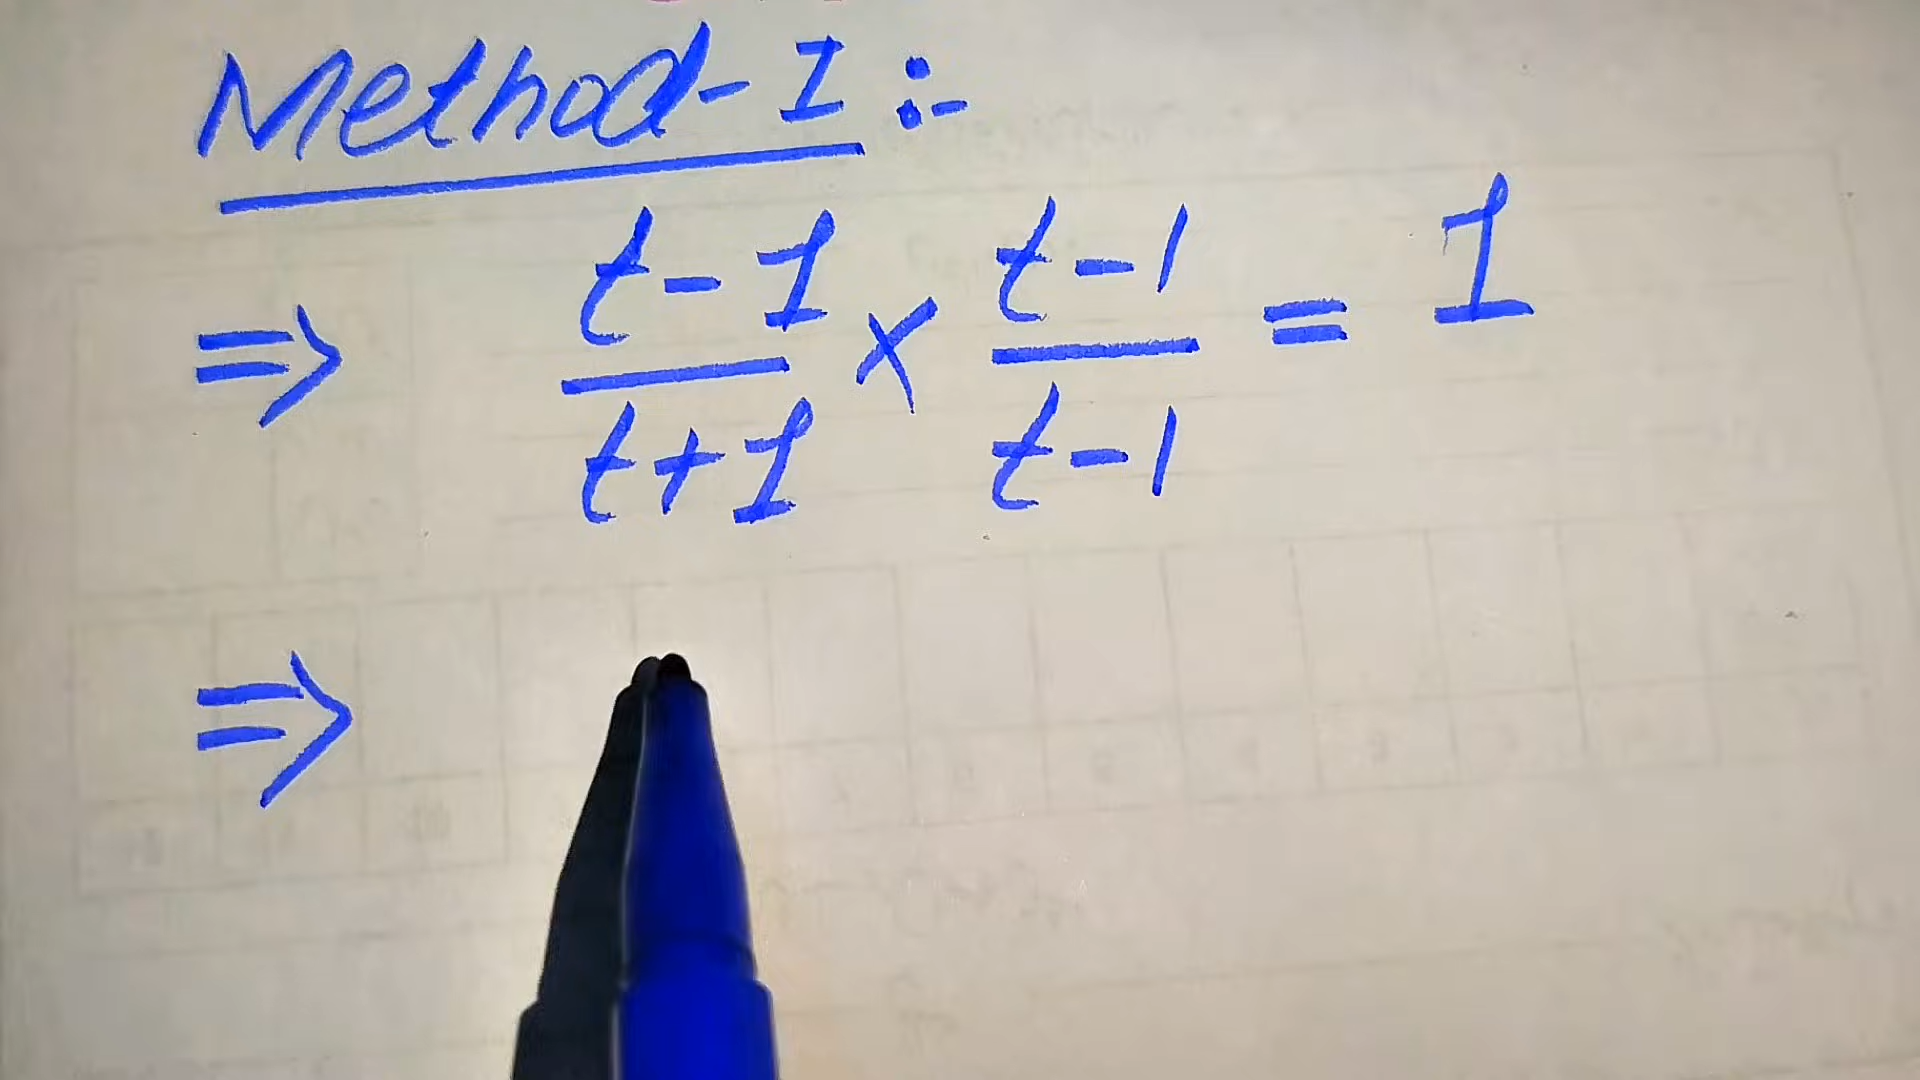 Method-I :-
⇒ t-1/t+1 × t-1/t-1 = 1
⇒